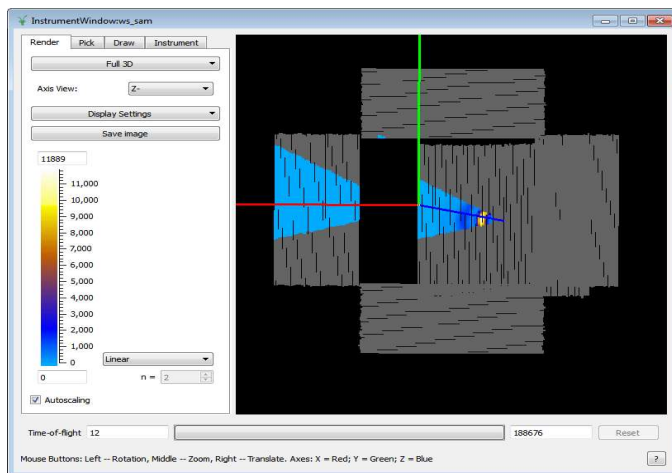 InstrumentWindow:ws_sam
Render Pick Draw Instrument
Full 3D
Axis View: Z-
Display Settings
Save image
11889
11,000
10,000
9,000
8,000
7,000
6,000
5,000
4,000
3,000
2,000
1,000
0
Linear
0 n = 2
Autoscaling
Time-of-flight 12 188676 Reset
Mouse Buttons: Left -- Rotation, Middle -- Zoom, Right -- Translate. Axes: X = Red; Y = Green; Z = Blue ?